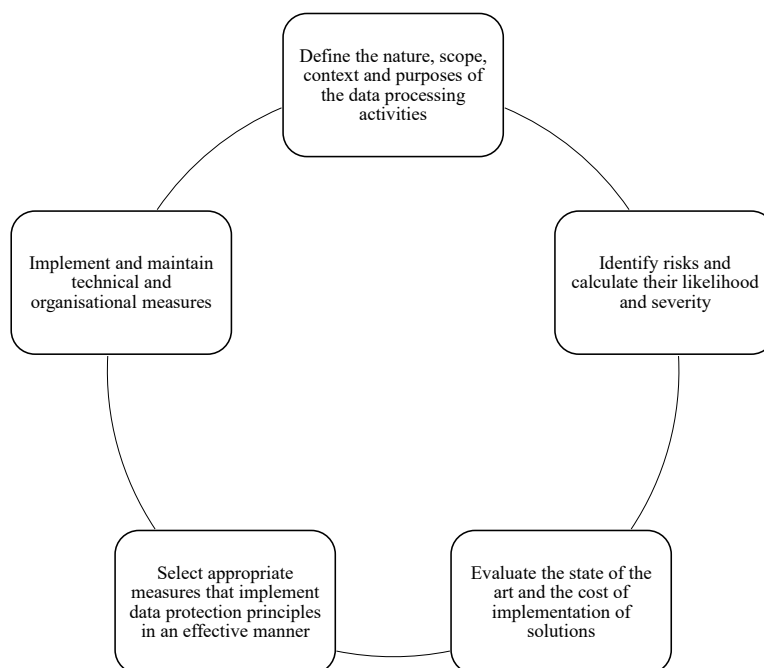 Define the nature, scope,
context and purposes of
the data processing
activities
Identify risks and
calculate their likelihood
and severity
Evaluate the state of the
art and the cost of
implementation of
solutions
Select appropriate
measures that implement
data protection principles
in an effective manner
Implement and maintain
technical and
organisational measures